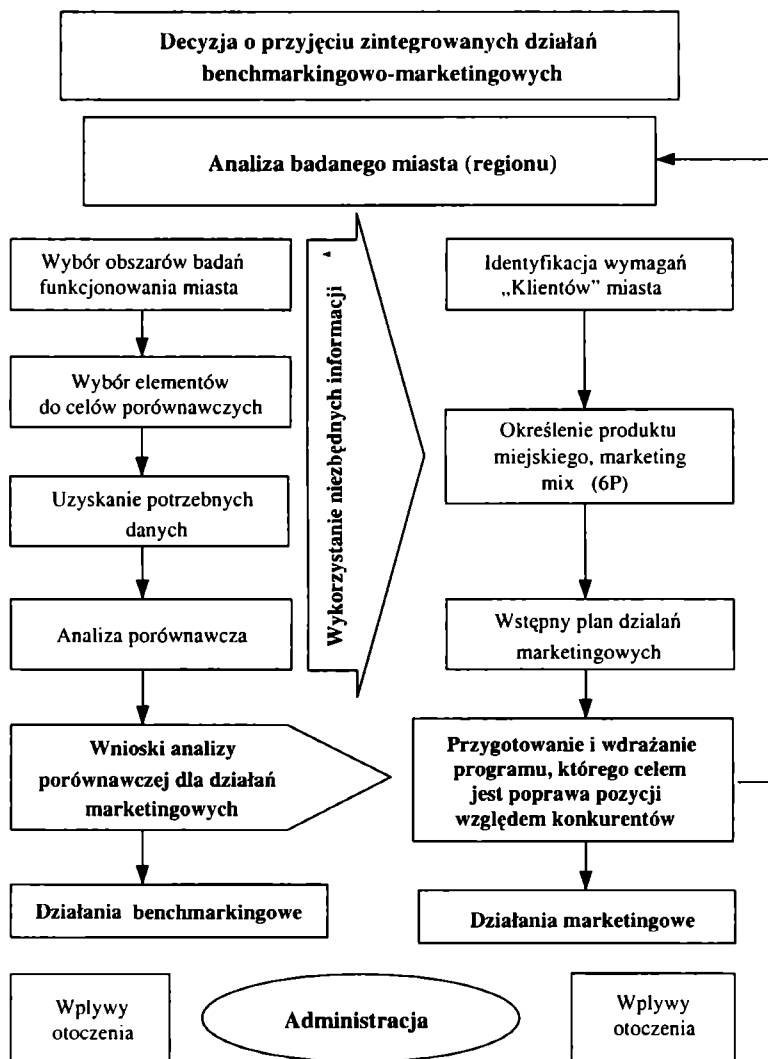 Decyzja o przyjęciu zintegrowanych działań
benchmarkingowo-marketingowych
Analiza badanego miasta (regionu)
Wybór obszarów badań
funkcjonowania miasta
Wybór elementów
do celów porównawczych
Uzyskanie potrzebnych
danych
Analiza porównawcza
Wnioski analizy
porównawczej dla działań
marketingowych
Działania benchmarkingowe
Wykorzystanie niezbędnych informacji
Identyfikacja wymagań
„Klientów” miasta
Określenie produktu
miejskiego, marketing
mix (6P)
Wstępny plan działań
marketingowych
Przygotowanie i wdrażanie
programu, którego celem
jest poprawa pozycji
względem konkurentów
Działania marketingowe
Wpływy
otoczenia
Administracja
Wpływy
otoczenia